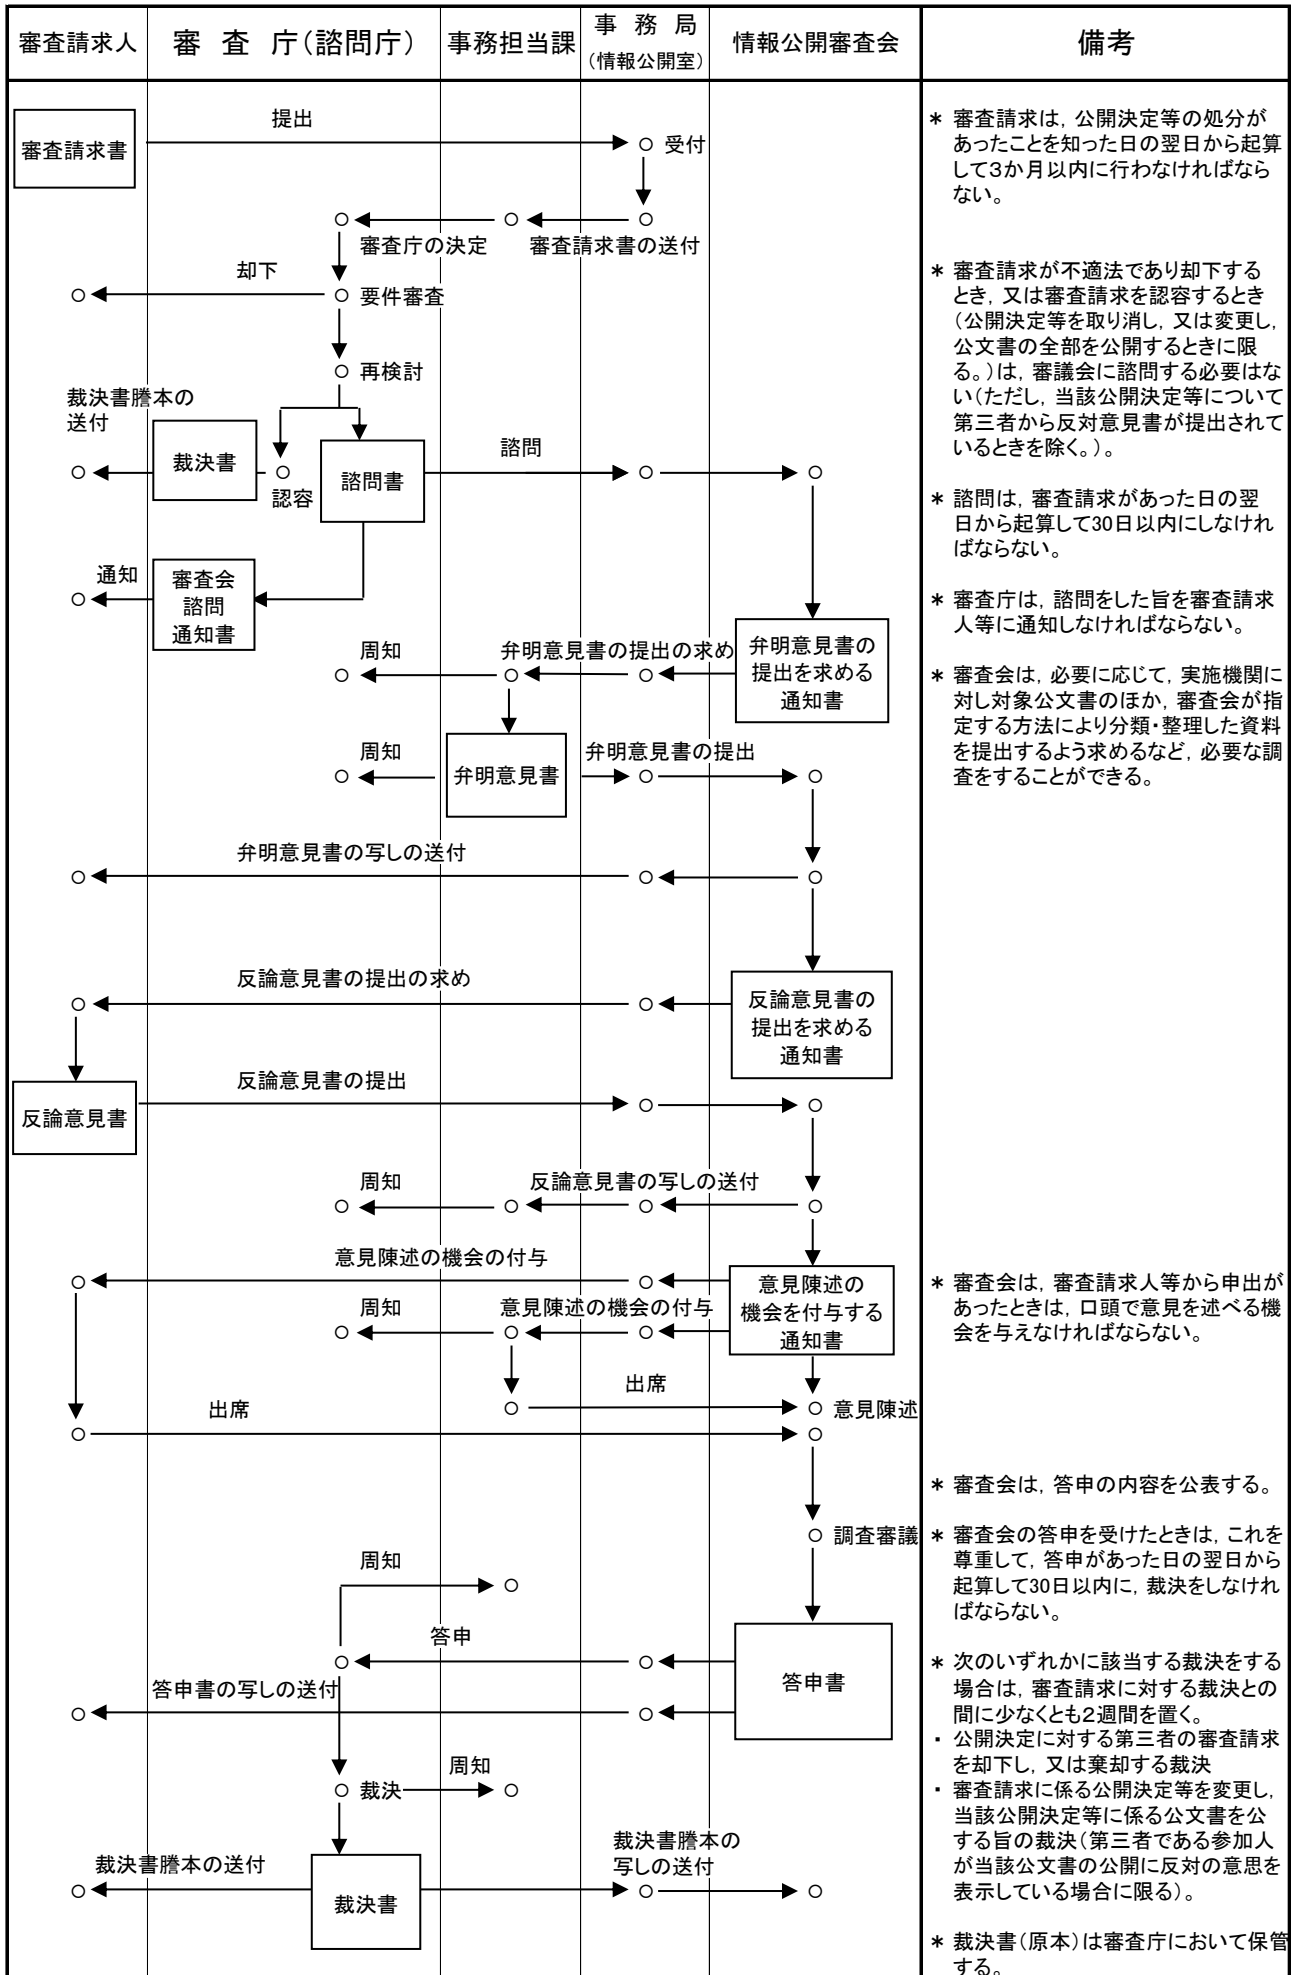 審査請求人
審 査 庁（諮問庁）
事務担当課
事 務 局
（情報公開室）
情報公開審査会
備考
審査請求書
提出
受付
審査庁の決定
審査請求書の送付
却下
要件審査
再検討
裁決書謄本の
送付
裁決書
認容
諮問書
諮問
通知
審査会
諮問
通知書
周知
弁明意見書の提出の求め
弁明意見書の
提出を求める
通知書
周知
弁明意見書
弁明意見書の提出
弁明意見書の写しの送付
反論意見書の提出の求め
反論意見書の
提出を求める
通知書
反論意見書
反論意見書の提出
周知
反論意見書の写しの送付
意見陳述の機会の付与
周知
意見陳述の機会の付与
意見陳述の
機会を付与する
通知書
出席
出席
意見陳述
調査審議
周知
答申
答申書
答申書の写しの送付
裁決
周知
裁決書謄本の送付
裁決書
裁決書謄本の
写しの送付
＊ 審査請求は，公開決定等の処分が
あったことを知った日の翌日から起算
して３か月以内に行わなければなら
ない。
＊ 審査請求が不適法であり却下する
とき，又は審査請求を認容するとき
（公開決定等を取り消し，又は変更し，
公文書の全部を公開するときに限
る。）は，審議会に諮問する必要はな
い（ただし，当該公開決定等について
第三者から反対意見書が提出されて
いるときを除く。）。
＊ 諮問は，審査請求があった日の翌
日から起算して30日以内にしなけれ
ばならない。
＊ 審査庁は，諮問をした旨を審査請求
人等に通知しなければならない。
＊ 審査会は，必要に応じて，実施機関に
対し対象公文書のほか，審査会が指
定する方法により分類・整理した資料
を提出するよう求めるなど，必要な調
査をすることができる。
＊ 審査会は，審査請求人等から申出が
あったときは，口頭で意見を述べる機
会を与えなければならない。
＊ 審査会は，答申の内容を公表する。
＊ 審査会の答申を受けたときは，これを
尊重して，答申があった日の翌日から
起算して30日以内に，裁決をしなけれ
ばならない。
＊ 次のいずれかに該当する裁決をする
場合は，審査請求に対する裁決との
間に少なくとも２週間を置く。
・ 公開決定に対する第三者の審査請求
を却下し，又は棄却する裁決
・ 審査請求に係る公開決定等を変更し，
当該公開決定等に係る公文書を公
する旨の裁決（第三者である参加人
が当該公文書の公開に反対の意思を
表示している場合に限る）。
＊ 裁決書（原本）は審査庁において保管
する。